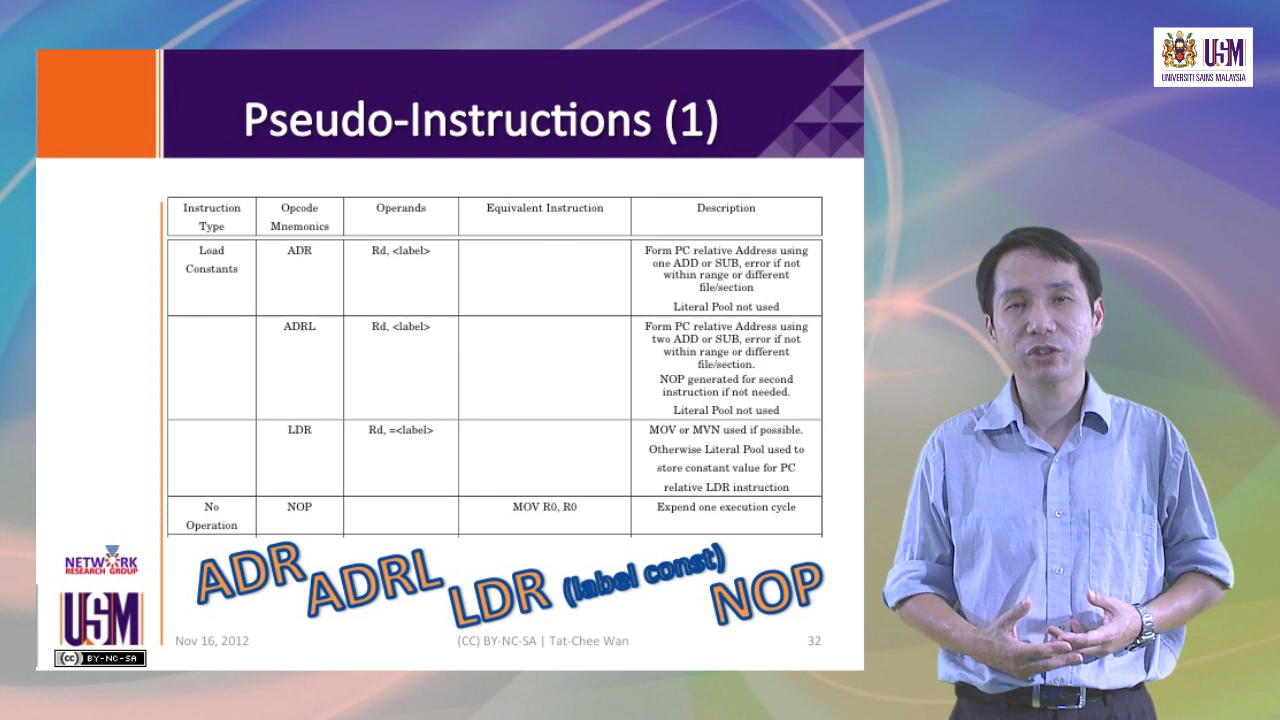 USM
UNIVERSITI SAINS MALAYSIA
Pseudo-Instructions (1)
Instruction Type
Opcode Mnemonics
Operands
Equivalent Instruction
Description
Load Constants
ADR
Rd, <label>
Form PC relative Address using
one ADD or SUB, error if not
within range or different
file/section
Literal Pool not used
ADRL
Rd, <label>
Form PC relative Address using
two ADD or SUB, error if not
within range or different
file/section.
NOP generated for second
instruction if not needed.
Literal Pool not used
LDR
Rd, =<label>
MOV or MVN used if possible.
Otherwise Literal Pool used to
store constant value for PC
relative LDR instruction
No Operation
NOP
MOV R0, R0
Expend one execution cycle
ADR
ADRL
LDR (label const)
NOP
NETWORK
RESEARCH GROUP
USM
(cc) BY-NC-SA
Nov 16, 2012
(CC) BY-NC-SA | Tat-Chee Wan
32